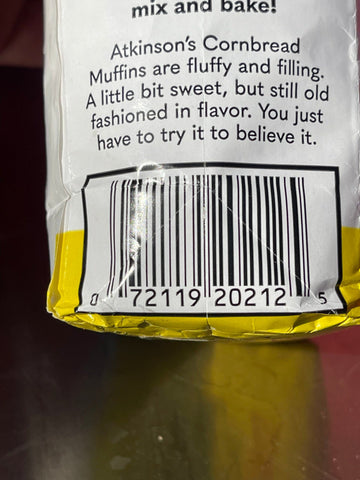 mix and bake!
Atkinson's Cornbread
Muffins are fluffy and filling.
A little bit sweet, but still old
fashioned in flavor. You just
have to try it to believe it.
0 72119 20212 5